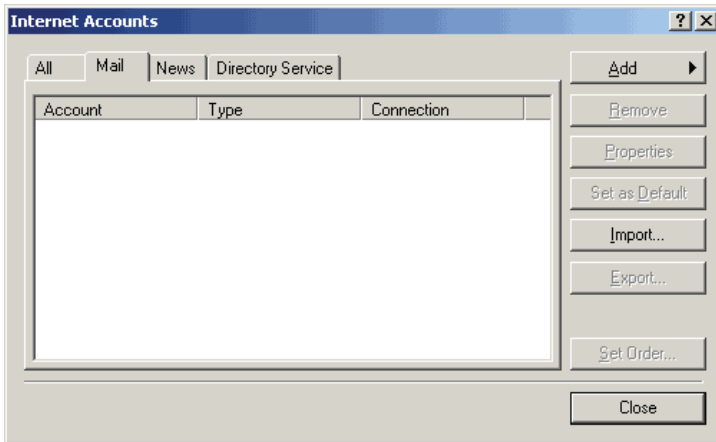 Internet Accounts
All Mail News Directory Service
Account Type Connection
Add
Remove
Properties
Set as Default
Import...
Export...
Set Order...
Close